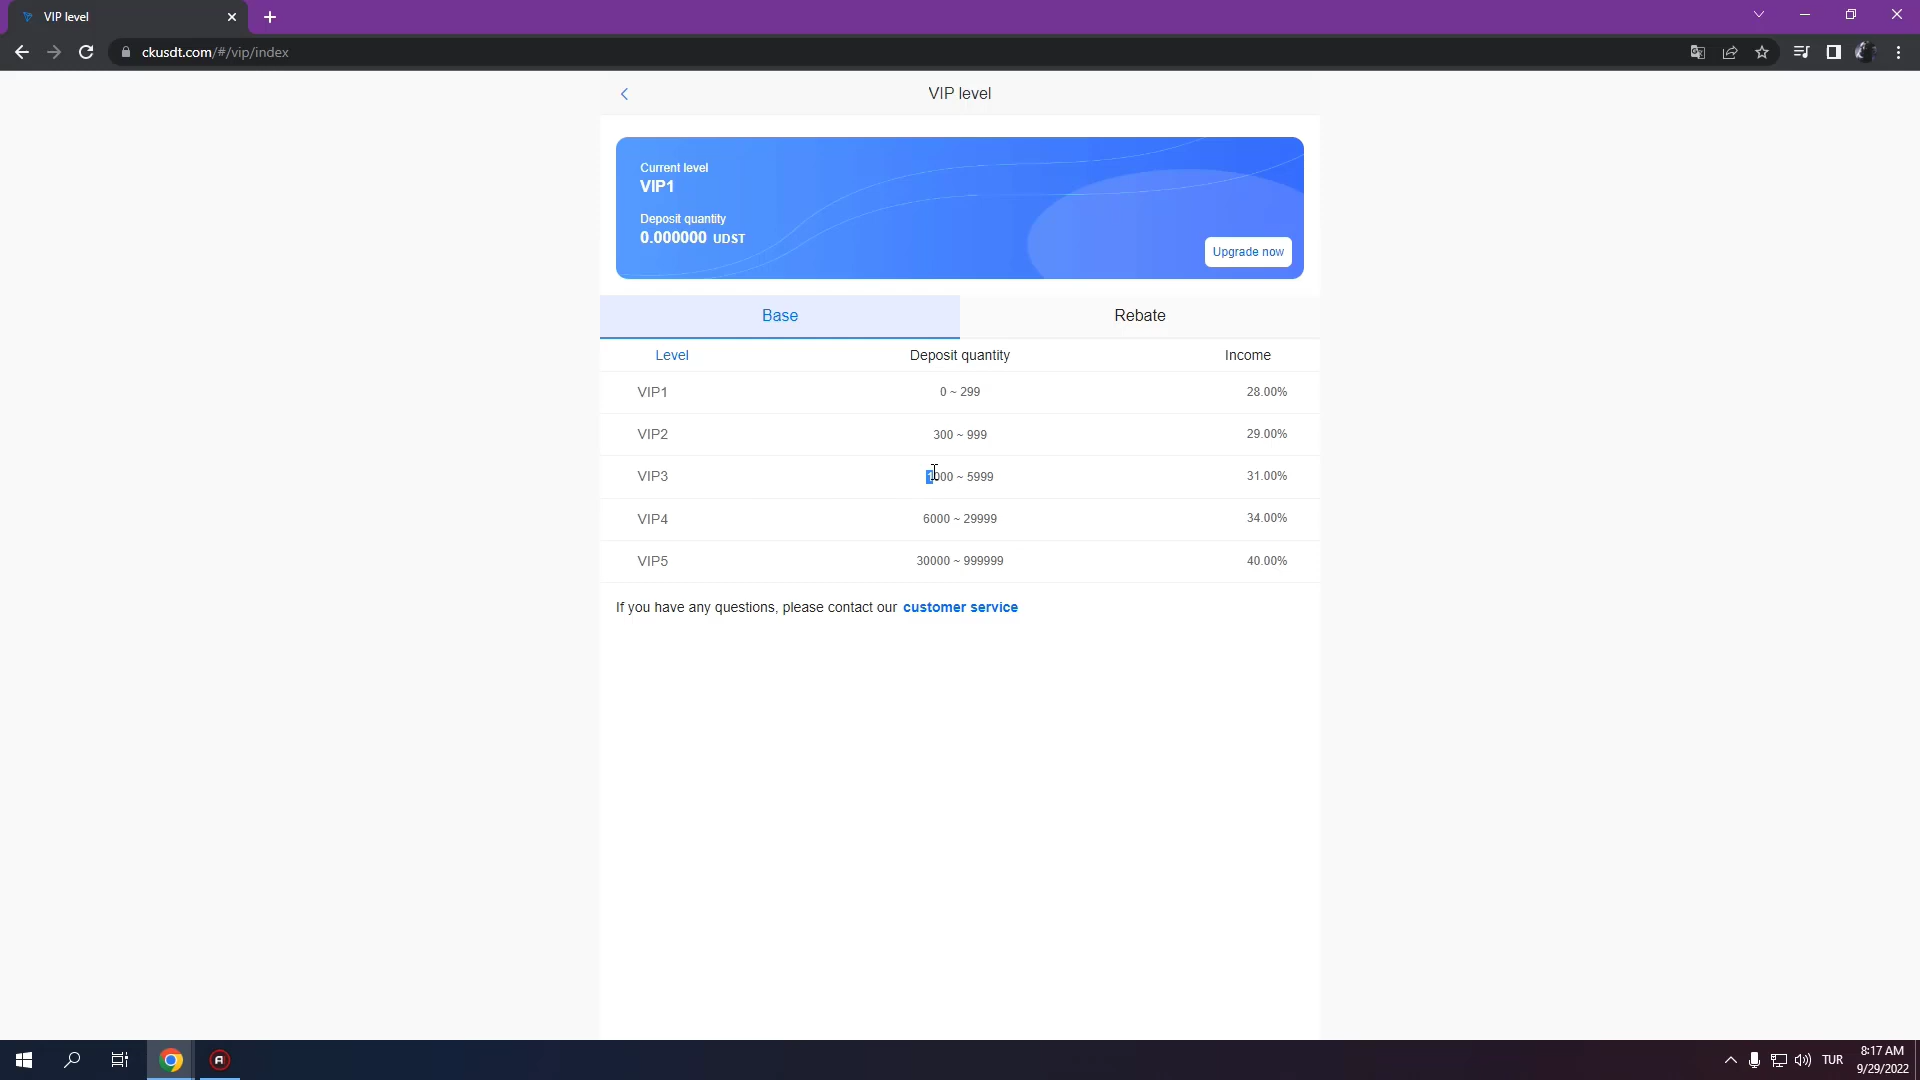 VIP level
ckusdt.com/#/vip/index
VIP level
Current level
VIP1
Deposit quantity
0.000000 UDST
Upgrade now
Base Rebate
Level Deposit quantity Income
VIP1 0 ~ 299 28.00%
VIP2 300 ~ 999 29.00%
VIP3 1000 ~ 5999 31.00%
VIP4 6000 ~ 29999 34.00%
VIP5 30000 ~ 999999 40.00%
If you have any questions, please contact our customer service
TUR
8:17 AM
9/29/2022